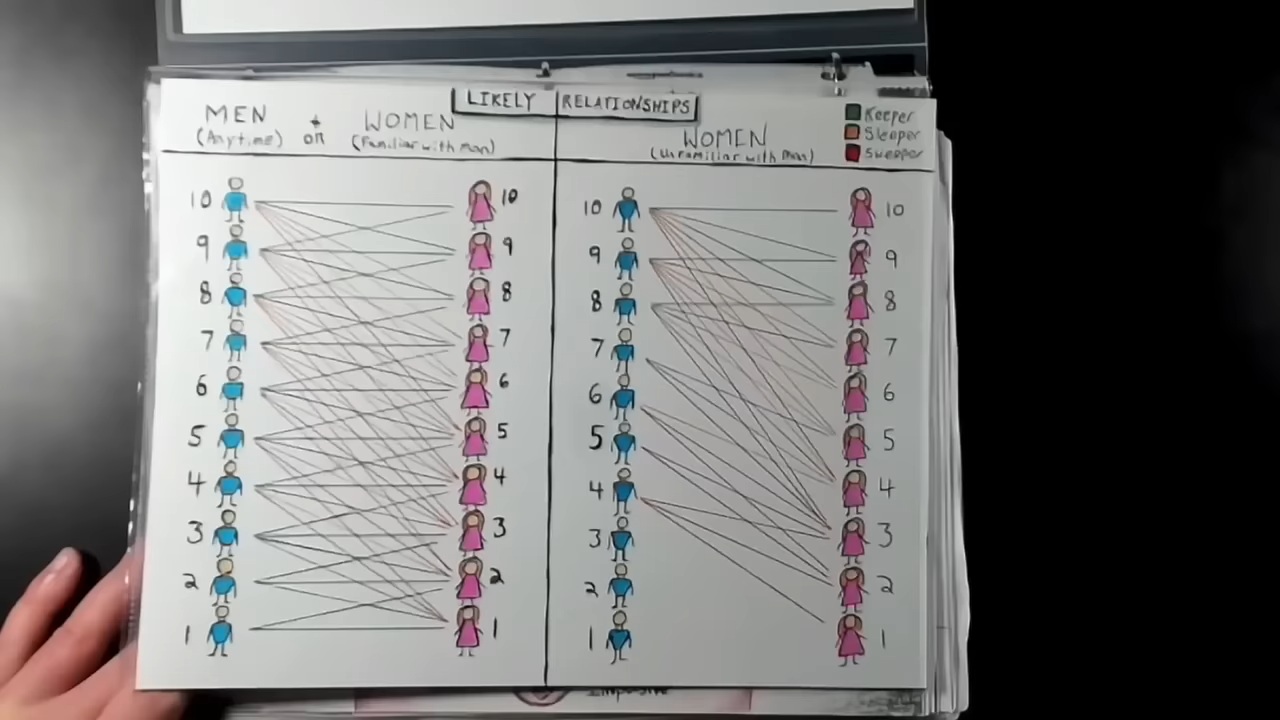 LIKELY RELATIONSHIPS
MEN + WOMEN
(Anytime) or (Familiar with man)
WOMEN
(Unfamiliar with man)
Keeper
Sleeper
Sweeper
10 10 10 10
9 9 9 9
8 8 8 8
7 7 7 7
6 6 6 6
5 5 5 5
4 4 4 4
3 3 3 3
2 2 2 2
1 1 1 1